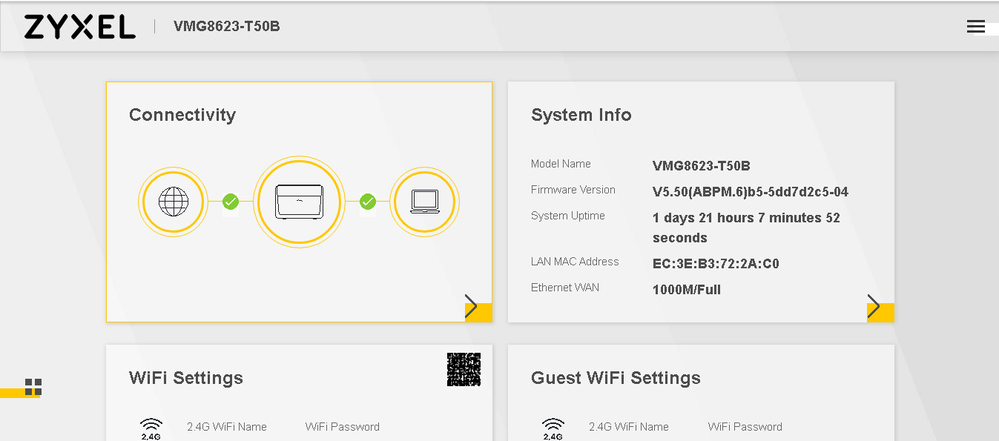 ZYXEL VMG8623-T50B
Connectivity
System Info
Model Name VMG8623-T50B
Firmware Version V5.50(ABPM.6)b5-5dd7d2c5-04
System Uptime 1 days 21 hours 7 minutes 52
seconds
LAN MAC Address EC:3E:B3:72:2A:C0
Ethernet WAN 1000M/Full
WiFi Settings
2.4G 2.4G WiFi Name WiFi Password
Guest WiFi Settings
2.4G 2.4G WiFi Name WiFi Password